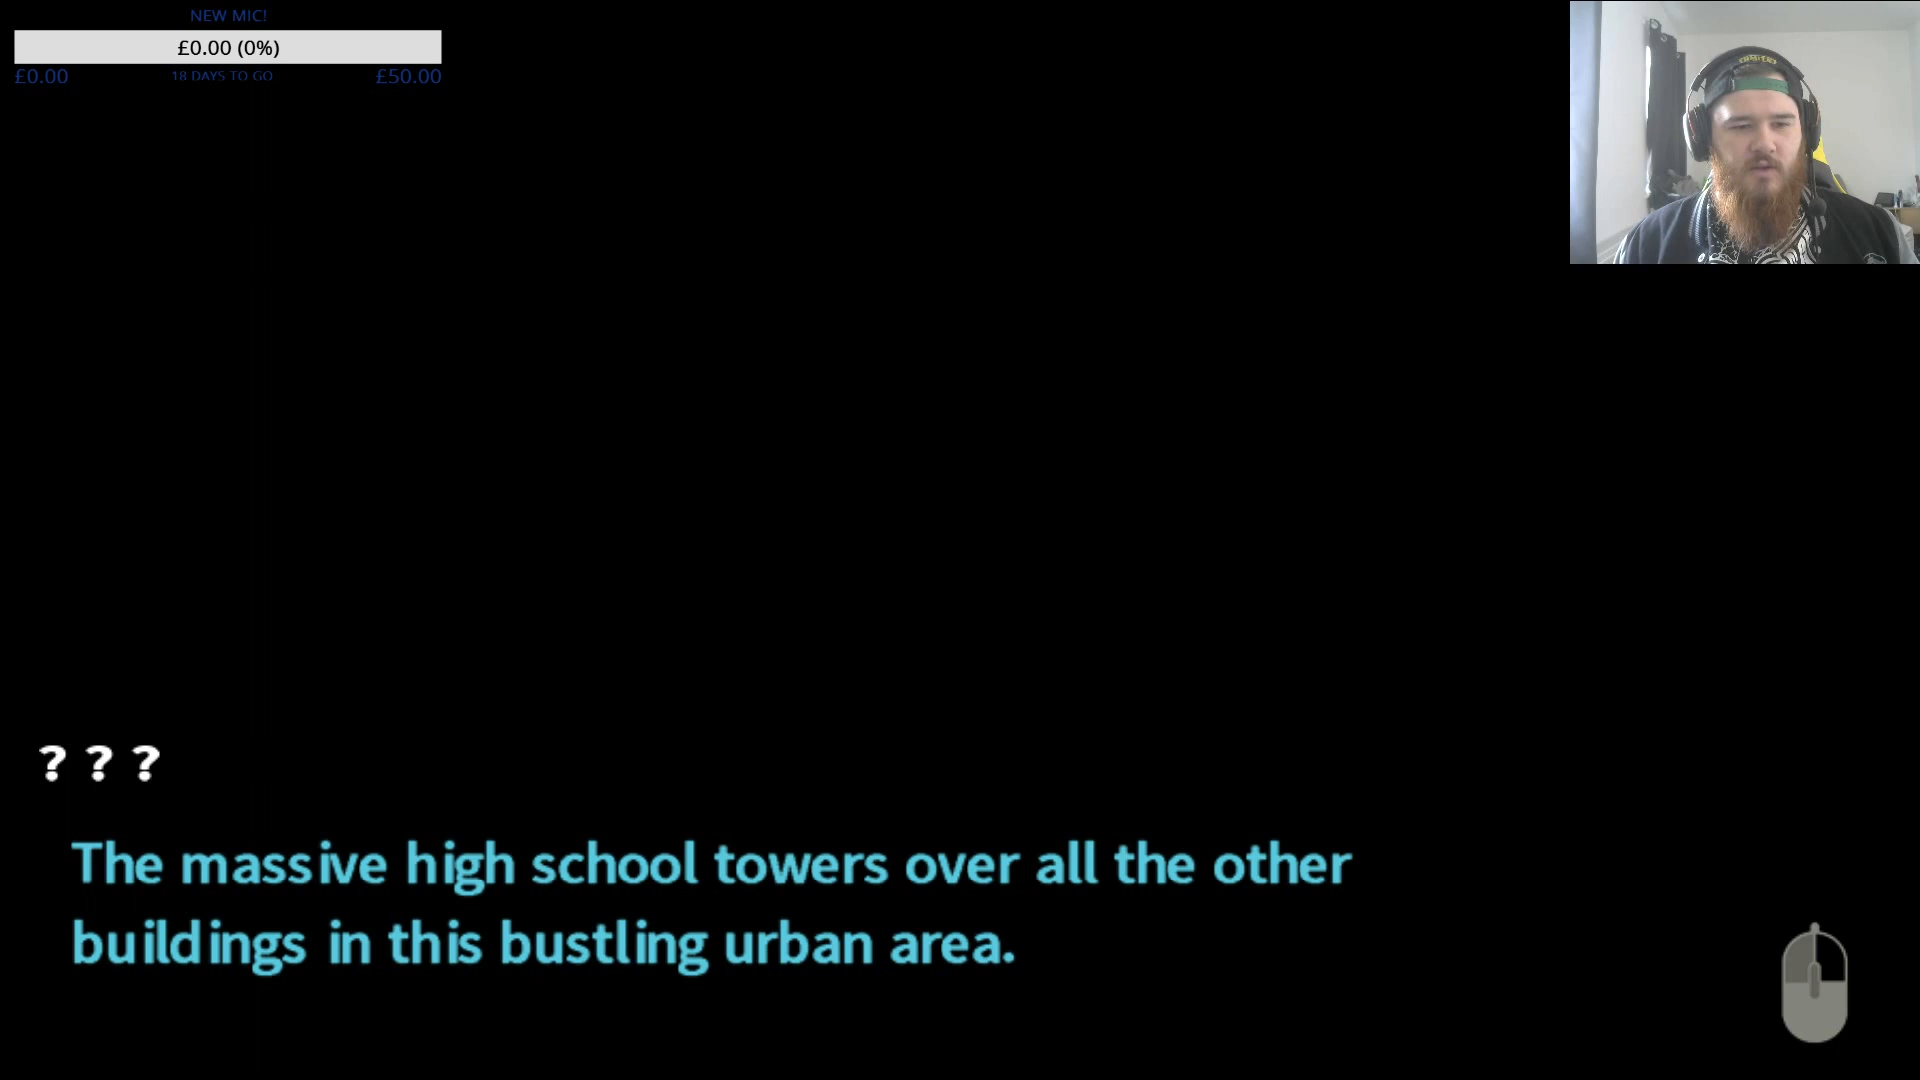 NEW MIC!
£0.00 (0%)
£0.00 18 DAYS TO GO £50.00
? ? ?
The massive high school towers over all the other
buildings in this bustling urban area.